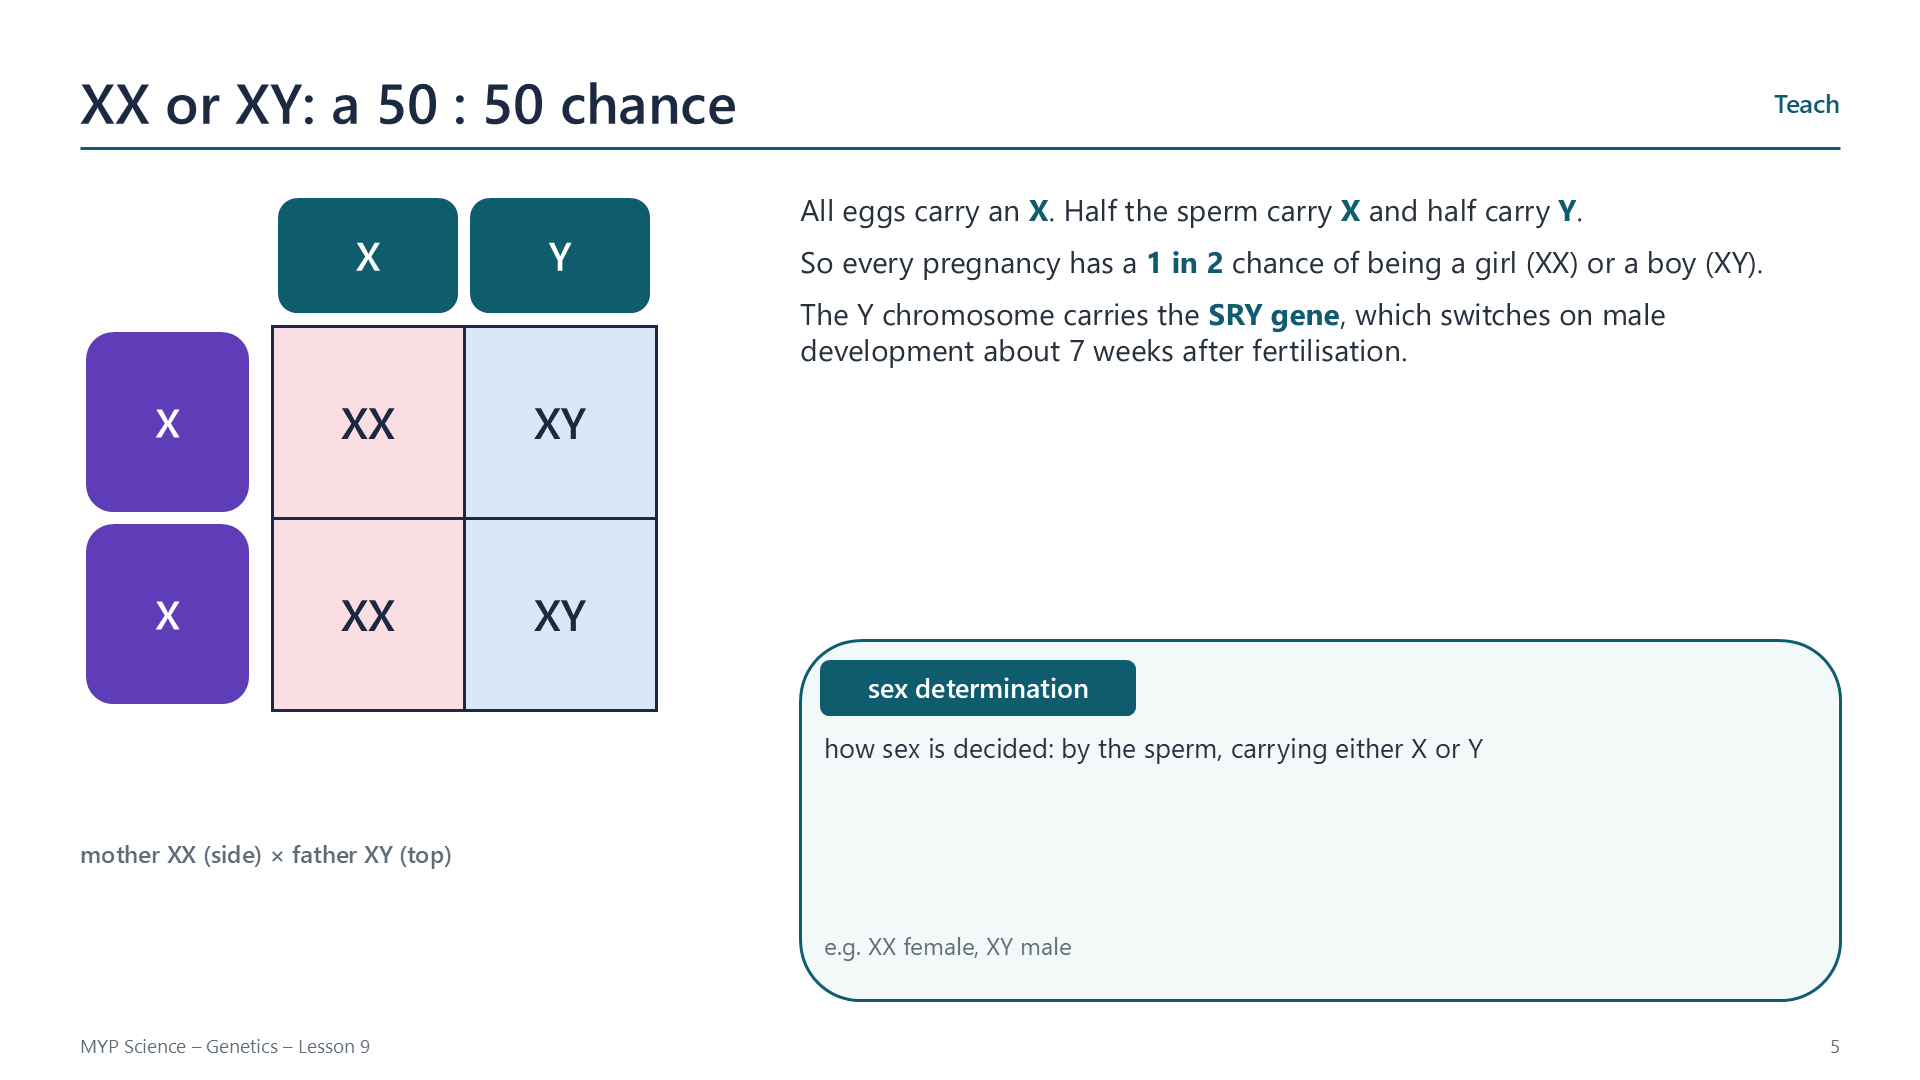 XX or XY: a 50 : 50 chance
Teach
X Y
X XX XY
X XX XY
mother XX (side) × father XY (top)
All eggs carry an X. Half the sperm carry X and half carry Y.
So every pregnancy has a 1 in 2 chance of being a girl (XX) or a boy (XY).
The Y chromosome carries the SRY gene, which switches on male
development about 7 weeks after fertilisation.
sex determination
how sex is decided: by the sperm, carrying either X or Y
e.g. XX female, XY male
MYP Science – Genetics – Lesson 9
5